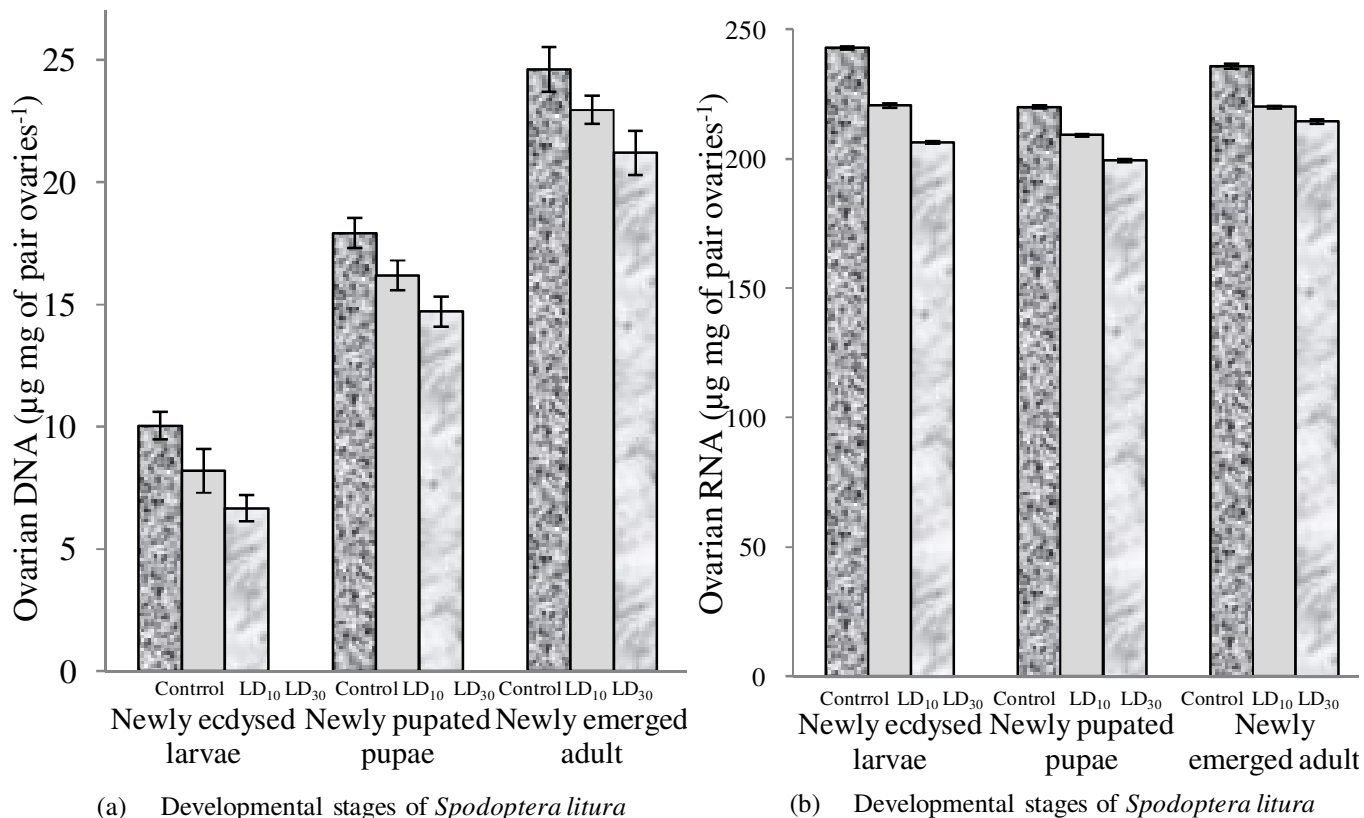 Ovarian DNA (µg mg of pair ovaries⁻¹)
25
20
15
10
5
0
Contrrol LD₁₀ LD₃₀ Control LD₁₀ LD₃₀ Control LD₁₀ LD₃₀
Newly ecdysed Newly pupated Newly emerged
larvae pupae adult
(a) Developmental stages of Spodoptera litura
Ovarian RNA (µg mg of pair ovaries⁻¹)
250
200
150
100
50
0
Contrrol LD₁₀ LD₃₀ Control LD₁₀ LD₃₀ Control LD₁₀ LD₃₀
Newly ecdysed Newly pupated Newly
larvae pupae emerged adult
(b) Developmental stages of Spodoptera litura